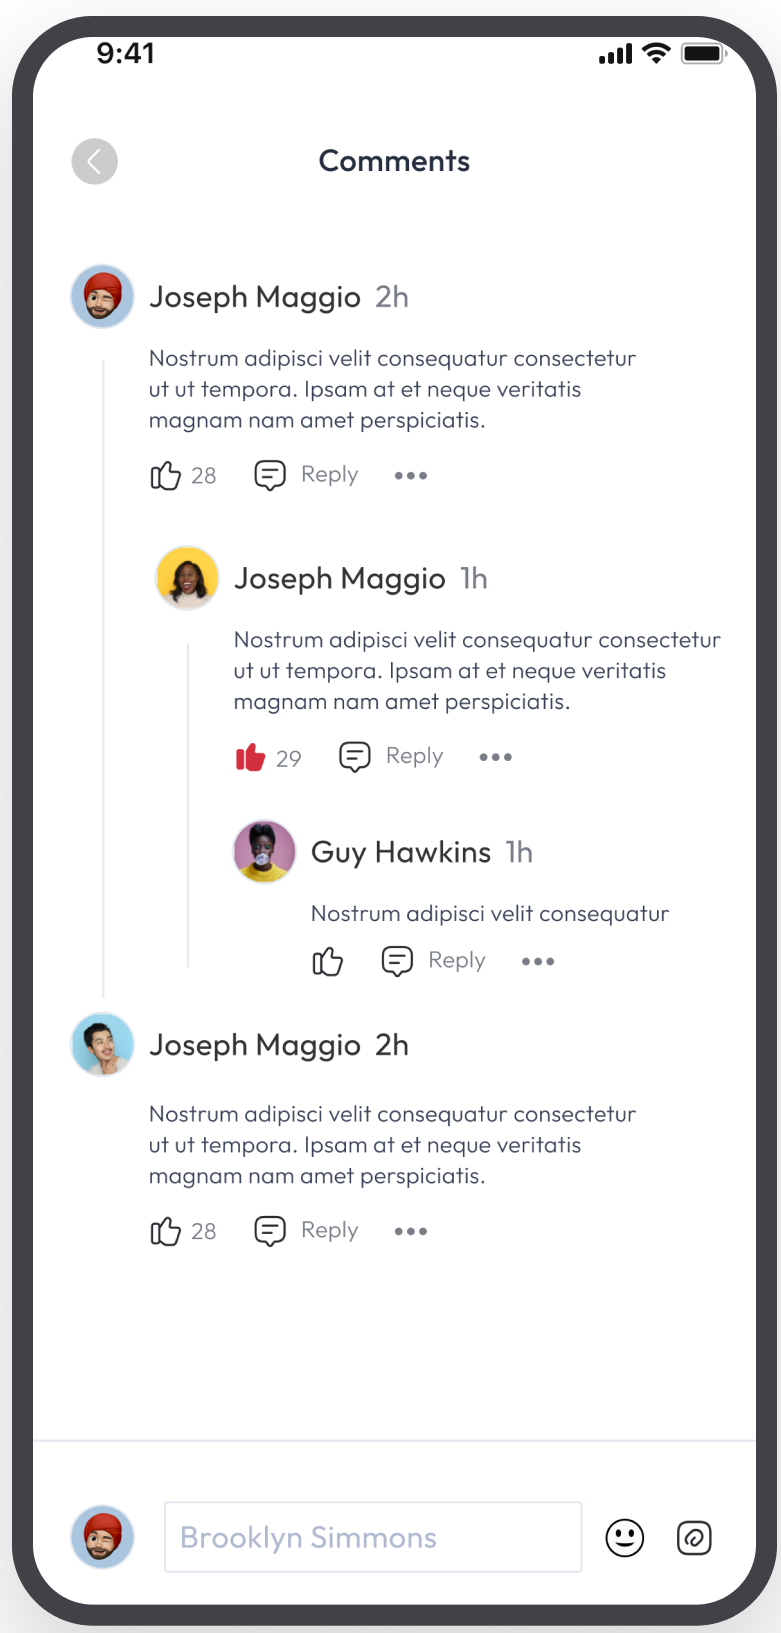 9:41
Comments
Joseph Maggio 2h
Nostrum adipisci velit consequatur consectetur
ut ut tempora. Ipsam at et neque veritatis
magnam nam amet perspiciatis.
28 Reply
Joseph Maggio 1h
Nostrum adipisci velit consequatur consectetur
ut ut tempora. Ipsam at et neque veritatis
magnam nam amet perspiciatis.
29 Reply
Guy Hawkins 1h
Nostrum adipisci velit consequatur
Reply
Joseph Maggio 2h
Nostrum adipisci velit consequatur consectetur
ut ut tempora. Ipsam at et neque veritatis
magnam nam amet perspiciatis.
28 Reply
Brooklyn Simmons